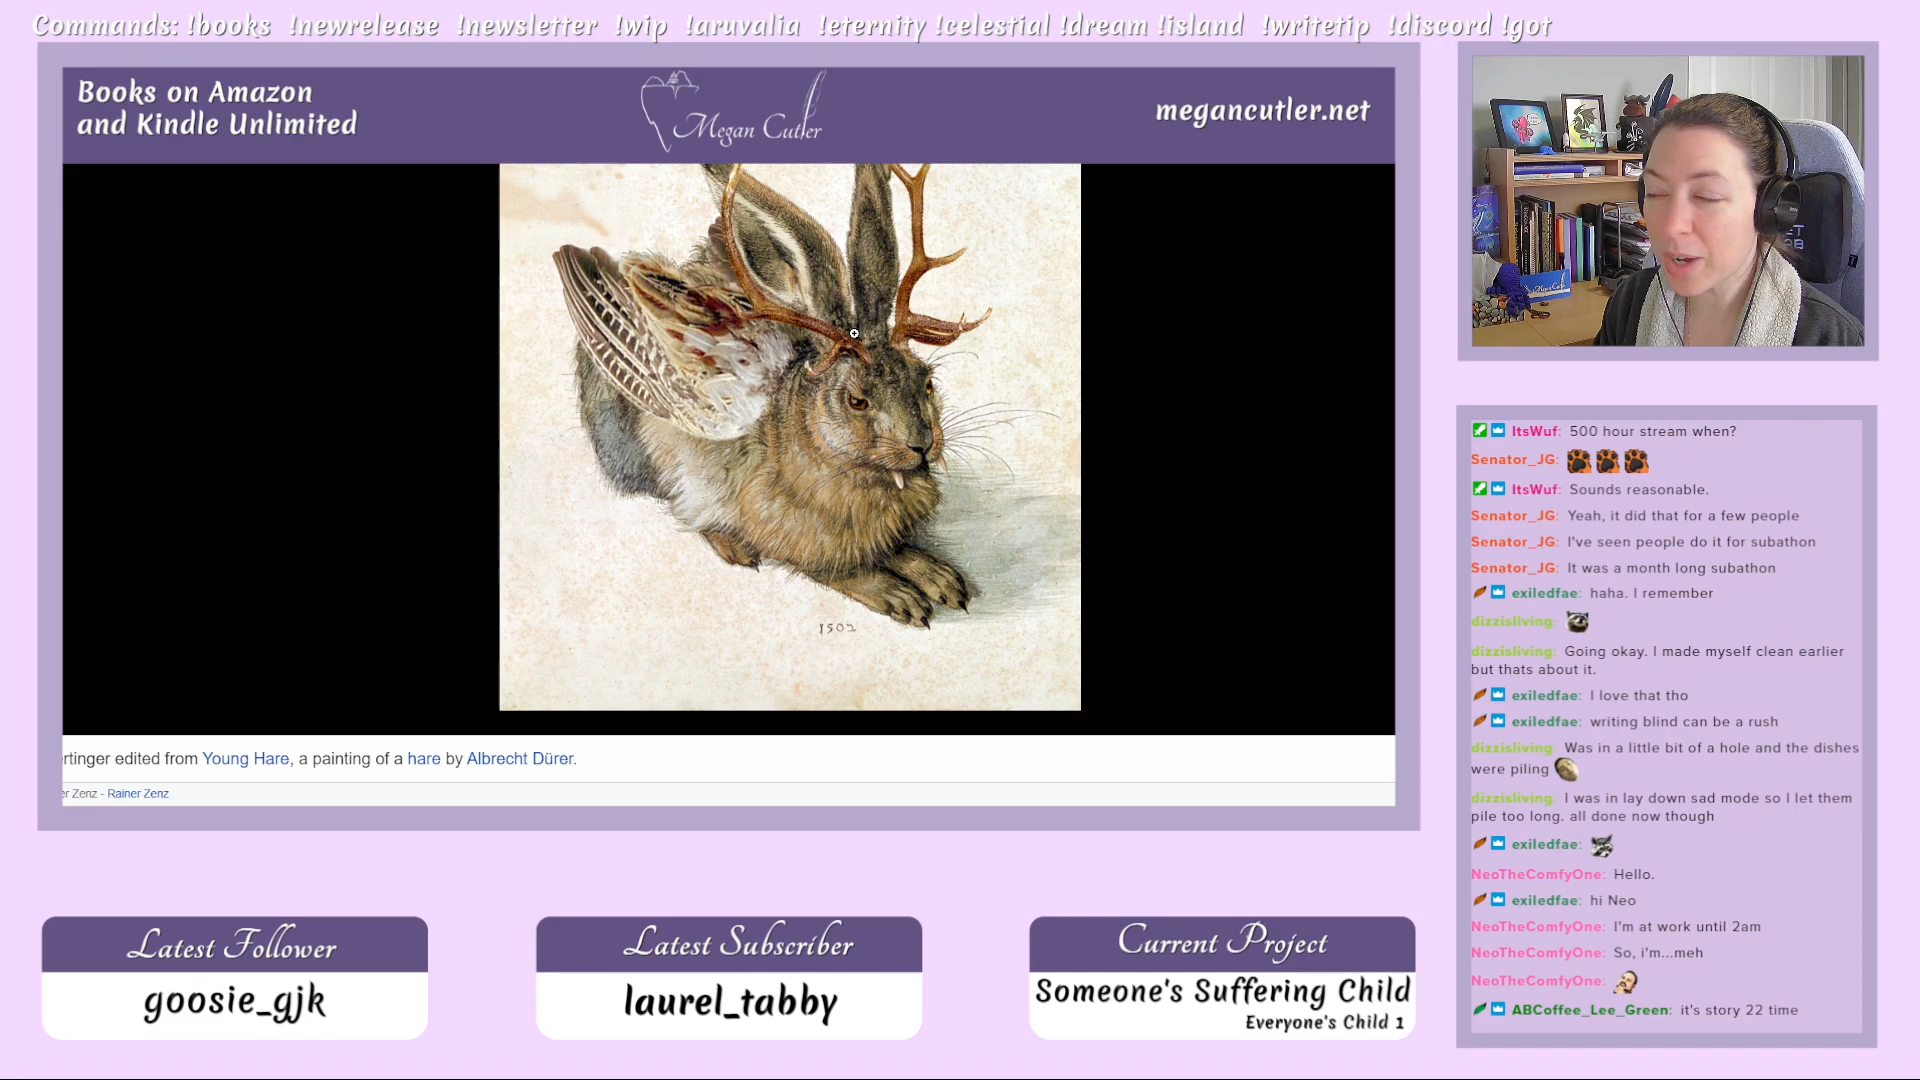 Commands: !books !newrelease !newsletter !wip !aruvalia !eternity !celestial !dream !island !writetip !discord !got
Books on Amazon
and Kindle Unlimited
Megan Cutler
megancutler.net
1502
rtinger edited from Young Hare, a painting of a hare by Albrecht Dürer.
er Zenz - Rainer Zenz
ItsWuf: 500 hour stream when?
Senator_JG:
ItsWuf: Sounds reasonable.
Senator_JG: Yeah, it did that for a few people
Senator_JG: I've seen people do it for subathon
Senator_JG: It was a month long subathon
exiledfae: haha. I remember
dizzisliving:
dizzisliving: Going okay. I made myself clean earlier
but thats about it.
exiledfae: I love that tho
exiledfae: writing blind can be a rush
dizzisliving: Was in a little bit of a hole and the dishes
were piling
dizzisliving: I was in lay down sad mode so I let them
pile too long. all done now though
exiledfae:
NeoTheComfyOne: Hello.
exiledfae: hi Neo
NeoTheComfyOne: I'm at work until 2am
NeoTheComfyOne: So, i'm...meh
NeoTheComfyOne:
ABCoffee_Lee_Green: it's story 22 time
Latest Follower
goosie_gjk
Latest Subscriber
laurel_tabby
Current Project
Someone's Suffering Child
Everyone's Child 1